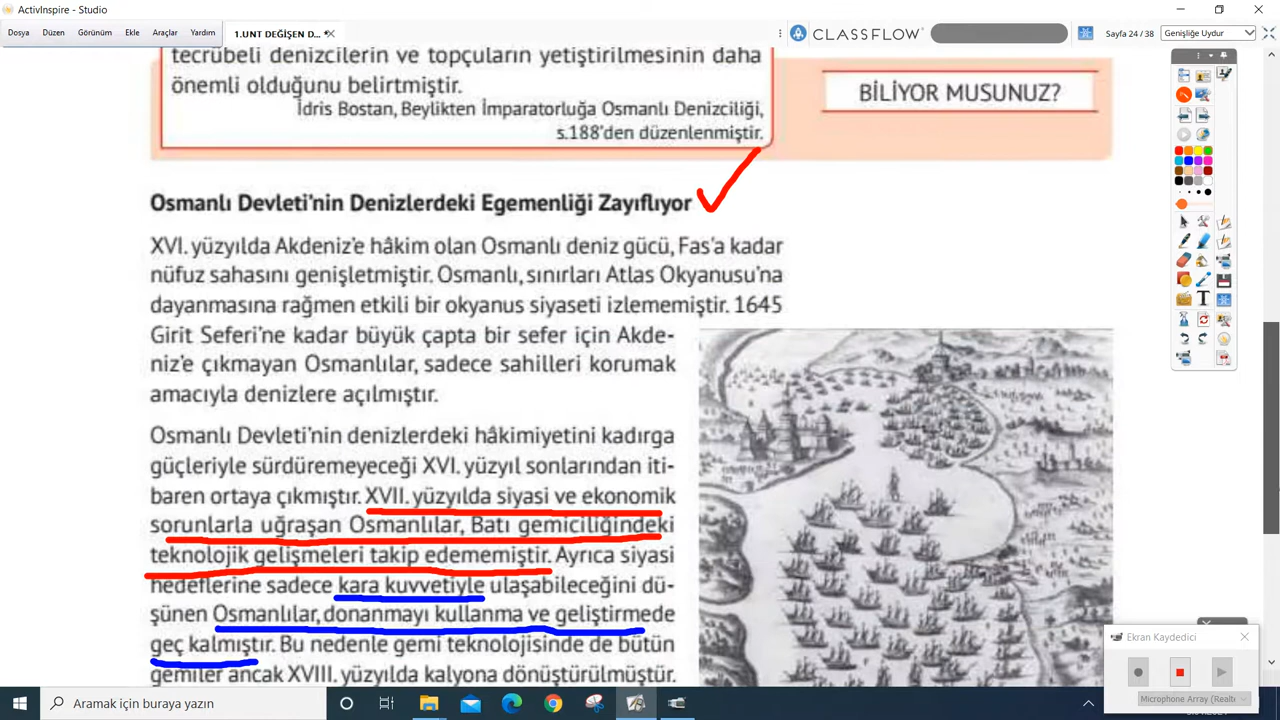 ActivInspire - Studio
Dosya Düzen Görünüm Ekle Araçlar Yardım
1.UNT DEĞİŞEN D...
CLASSFLOW
Sayfa 24 / 38
Genişliğe Uydur
tecrübeli denizcilerin ve topçuların yetiştirilmesinin daha
önemli olduğunu belirtmiştir.
İdris Bostan, Beylikten İmparatorluğa Osmanlı Denizciliği,
s.188'den düzenlenmiştir.
BİLİYOR MUSUNUZ?
Osmanlı Devleti'nin Denizlerdeki Egemenliği Zayıflıyor
XVI. yüzyılda Akdeniz'e hâkim olan Osmanlı deniz gücü, Fas'a kadar
nüfuz sahasını genişletmiştir. Osmanlı, sınırları Atlas Okyanusu'na
dayanmasına rağmen etkili bir okyanus siyaseti izlememiştir. 1645
Girit Seferi'ne kadar büyük çapta bir sefer için Akde-
niz'e çıkmayan Osmanlılar, sadece sahilleri korumak
amacıyla denizlere açılmıştır.
Osmanlı Devleti'nin denizlerdeki hâkimiyetini kadırga
güçleriyle sürdüremeyeceği XVI. yüzyıl sonlarından iti-
baren ortaya çıkmıştır. XVII. yüzyılda siyasi ve ekonomik
sorunlarla uğraşan Osmanlılar, Batı gemiciliğindeki
teknolojik gelişmeleri takip edememiştir. Ayrıca siyasi
hedeflerine sadece kara kuvvetiyle ulaşabileceğini dü-
şünen Osmanlılar, donanmayı kullanma ve geliştirmede
geç kalmıştır. Bu nedenle gemi teknolojisinde de bütün
gemiler ancak XVIII. yüzyılda kalyona dönüştürülmüştür.
Ekran Kaydedici
Microphone Array (Realt
Aramak için buraya yazın